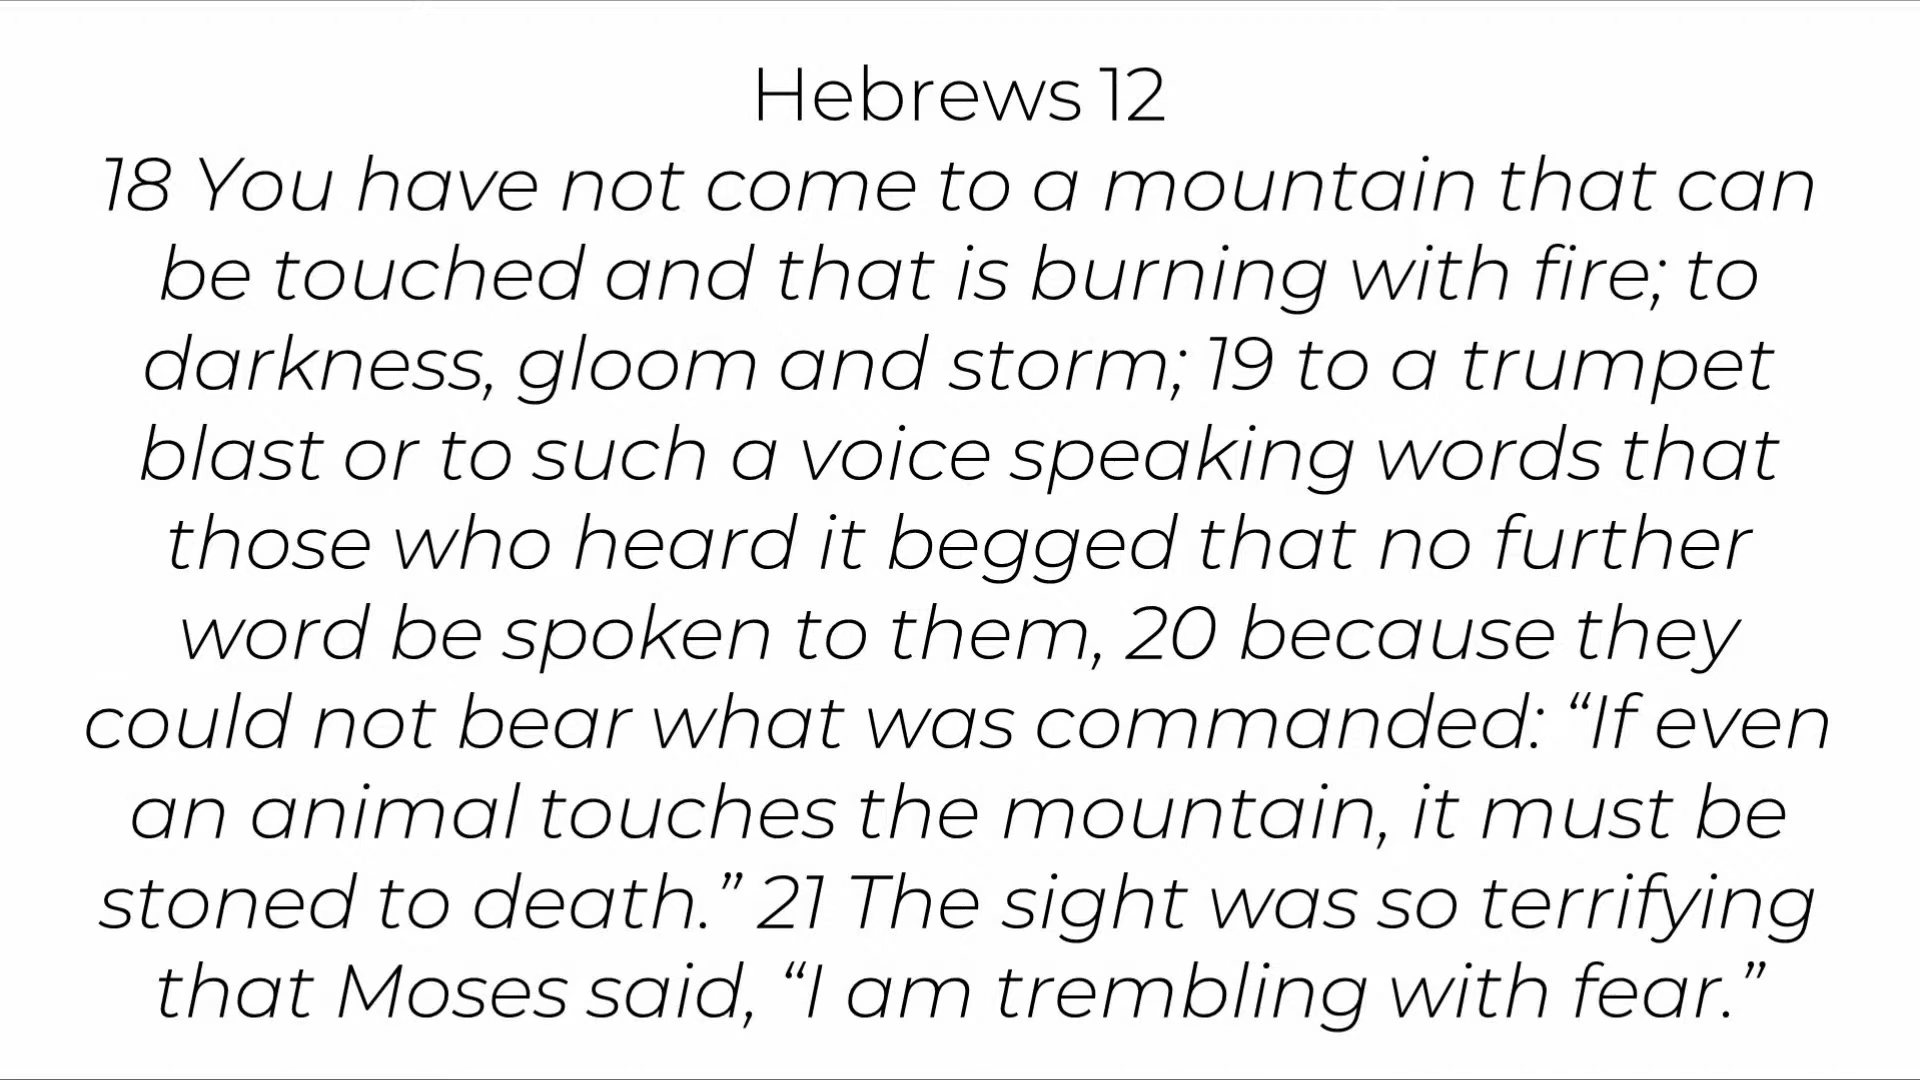 Hebrews 12
18 You have not come to a mountain that can
be touched and that is burning with fire; to
darkness, gloom and storm; 19 to a trumpet
blast or to such a voice speaking words that
those who heard it begged that no further
word be spoken to them, 20 because they
could not bear what was commanded: “If even
an animal touches the mountain, it must be
stoned to death.” 21 The sight was so terrifying
that Moses said, “I am trembling with fear.”